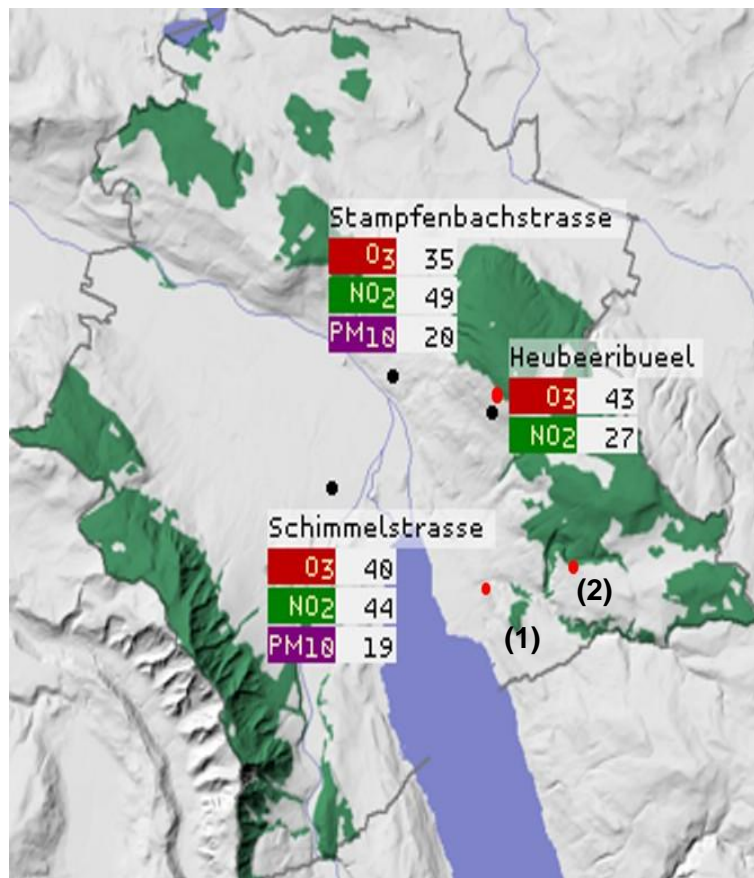 Stampfenbachstrasse
O3 35
NO2 49
PM10 20
Heubeeribueel
O3 43
NO2 27
Schimmelstrasse
O3 40
NO2 44
PM10 19
(2)
(1)